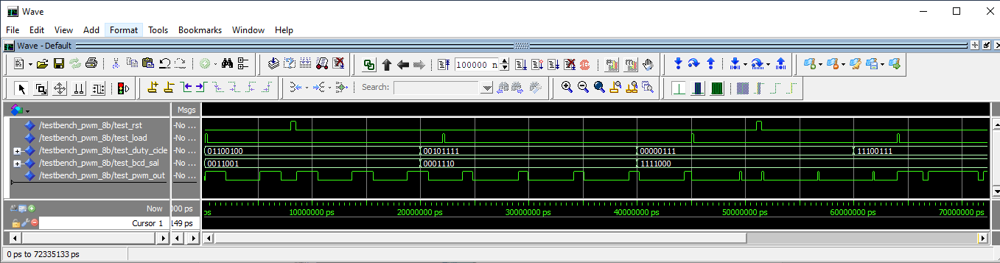 Wave
File Edit View Add Format Tools Bookmarks Window Help
Wave - Default
100000 n
Search:
Msgs
/testbench_pwm_8b/test_rst -No ...
/testbench_pwm_8b/test_load -No ...
/testbench_pwm_8b/test_duty_cicle -No ... 01100100 00101111 00000111 11100111
/testbench_pwm_8b/test_bcd_sal -No ... 0011001 0001110 1111000
/testbench_pwm_8b/test_pwm_out -No ...
Now 000 ps ps 10000000 ps 20000000 ps 30000000 ps 40000000 ps 50000000 ps 60000000 ps 70000000 ps
Cursor 1 149 ps
0 ps to 72335133 ps